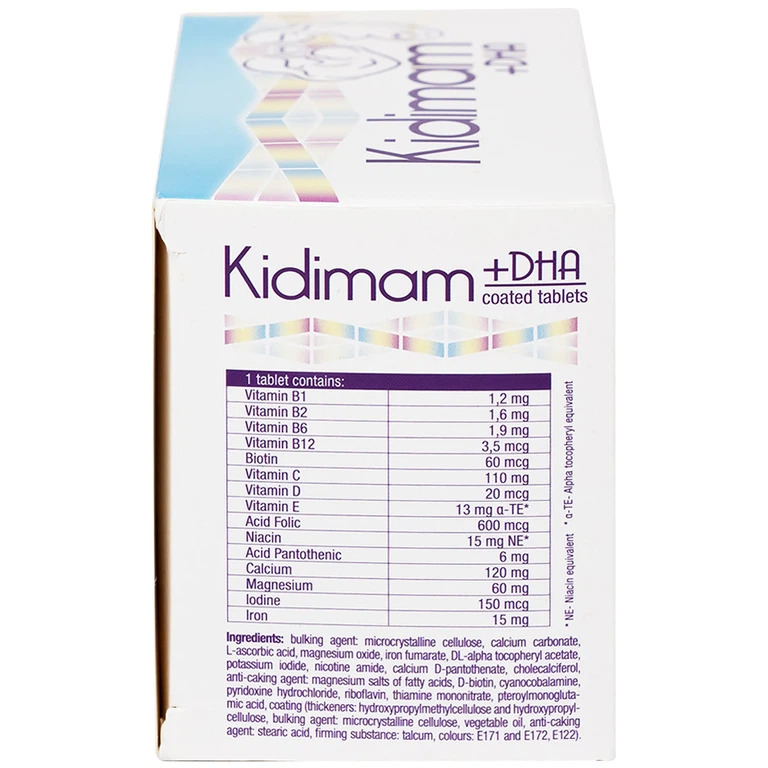 Kidimam
+DHA
Kidimam +DHA
coated tablets
1 tablet contains:
Vitamin B1 1,2 mg
Vitamin B2 1,6 mg
Vitamin B6 1,9 mg
Vitamin B12 3,5 mcg
Biotin 60 mcg
Vitamin C 110 mg
Vitamin D 20 mcg
Vitamin E 13 mg α-TE*
Acid Folic 600 mcg
Niacin 15 mg NE*
Acid Pantothenic 6 mg
Calcium 120 mg
Magnesium 60 mg
Iodine 150 mcg
Iron 15 mg
* NE- Niacin equivalent * α-TE- Alpha tocopheryl equivalent
Ingredients: bulking agent: microcrystalline cellulose, calcium carbonate,
L-ascorbic acid, magnesium oxide, iron fumarate, DL-alpha tocopheryl acetate,
potassium iodide, nicotine amide, calcium D-pantothenate, cholecalciferol,
anti-caking agent: magnesium salts of fatty acids, D-biotin, cyanocobalamine,
pyridoxine hydrochloride, riboflavin, thiamine mononitrate, pteroylmonogluta-
mic acid, coating (thickeners: hydroxypropylmethylcellulose and hydroxypropyl-
cellulose, bulking agent: microcrystalline cellulose, vegetable oil, anti-caking
agent: stearic acid, firming substance: talcum, colours: E171 and E172, E122).